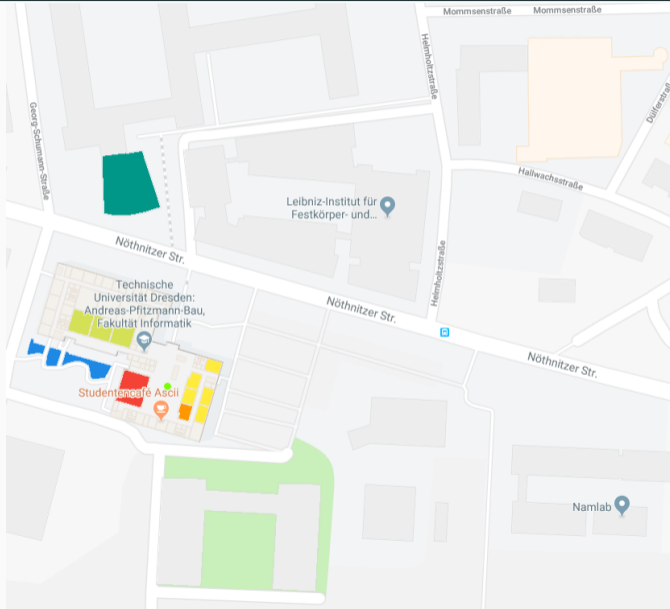 Mommsenstraße
Mommsenstraße
Helmholtzstraße
Georg-Schumann-Straße
Hallwachsstraße
Leibniz-Institut für
Festkörper- und...
Nöthnitzer Str.
Helmholtzstraße
Technische
Universität Dresden:
Andreas-Pfitzmann-Bau,
Fakultät Informatik
Nöthnitzer Str.
Nöthnitzer Str.
Studentencafé Ascii
Namlab